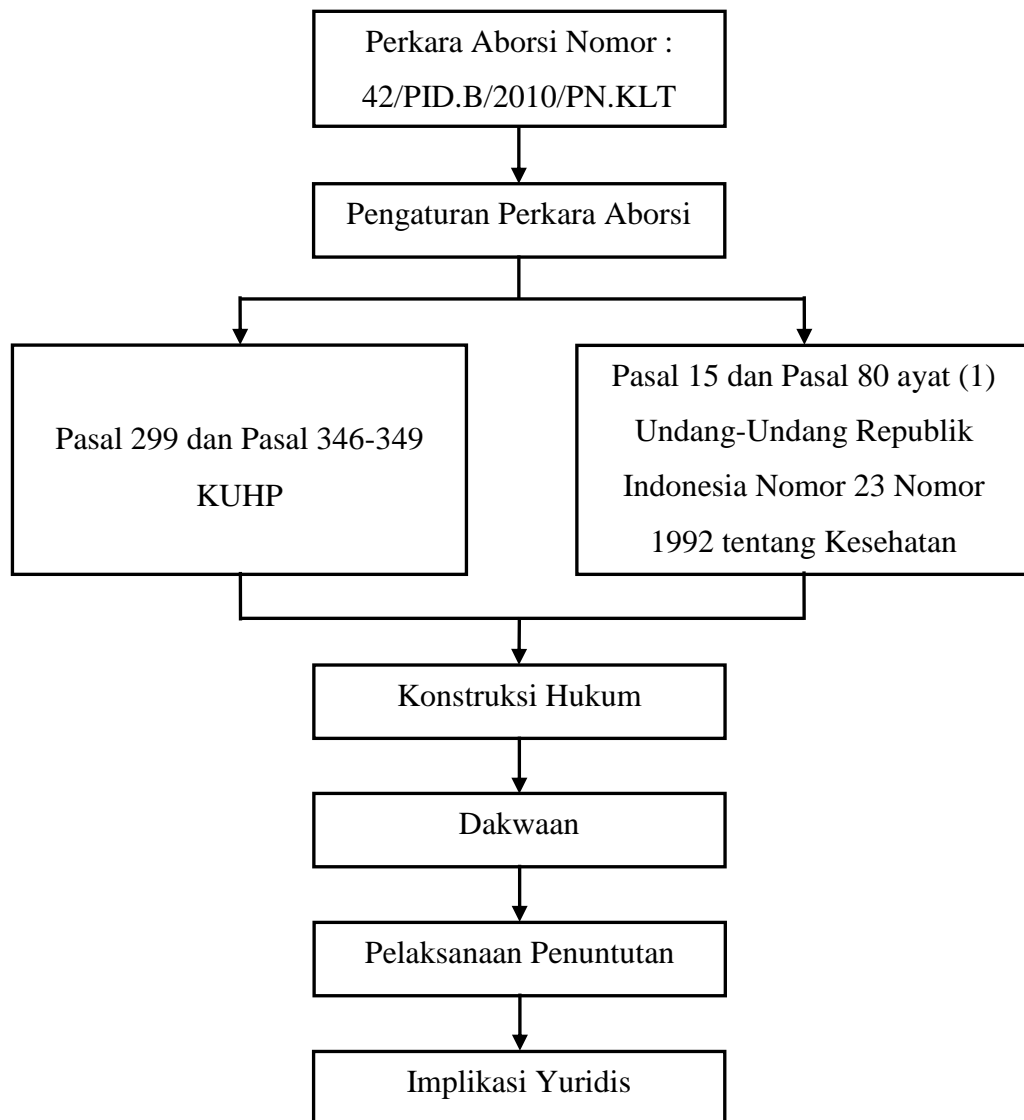 Perkara Aborsi Nomor :
42/PID.B/2010/PN.KLT
Pengaturan Perkara Aborsi
Pasal 299 dan Pasal 346-349
KUHP
Pasal 15 dan Pasal 80 ayat (1)
Undang-Undang Republik
Indonesia Nomor 23 Nomor
1992 tentang Kesehatan
Konstruksi Hukum
Dakwaan
Pelaksanaan Penuntutan
Implikasi Yuridis